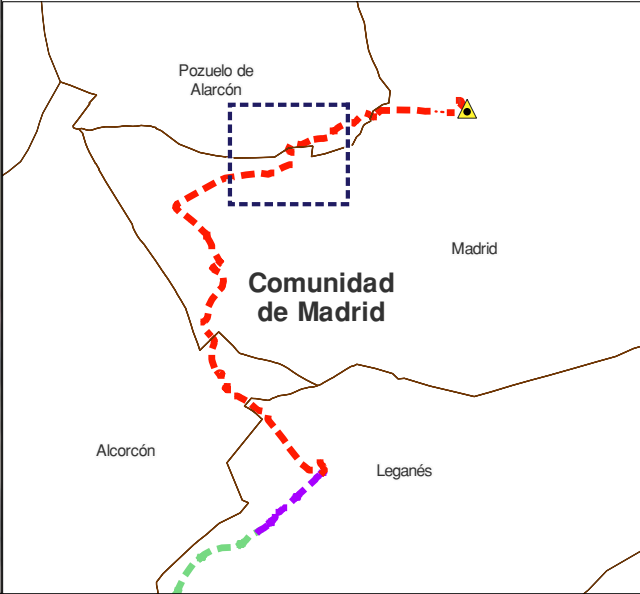 Pozuelo de
Alarcón
Madrid
Comunidad
de Madrid
Alcorcón
Leganés